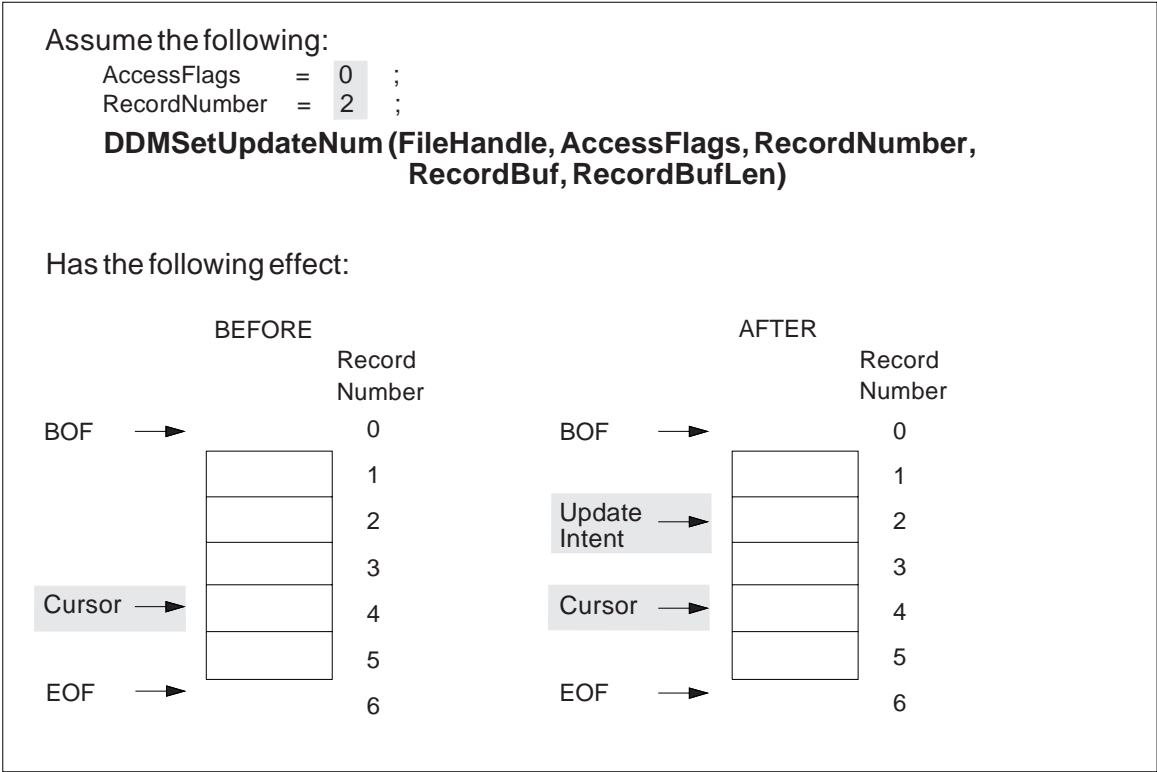 Assume the following:
AccessFlags = 0 ;
RecordNumber = 2 ;
DDMSetUpdateNum (FileHandle, AccessFlags, RecordNumber,
RecordBuf, RecordBufLen)
Has the following effect:
BEFORE
Record
Number
BOF 0
1
2
3
Cursor 4
5
EOF
6
AFTER
Record
Number
BOF 0
1
Update
Intent
2
3
Cursor 4
5
EOF
6